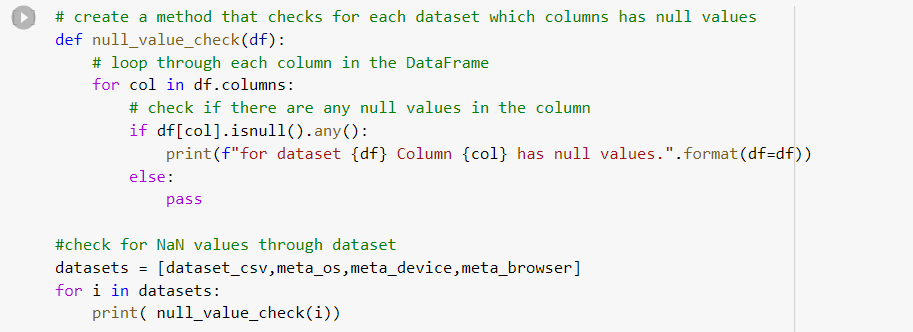 # create a method that checks for each dataset which columns has null values
def null_value_check(df):
    # loop through each column in the DataFrame
    for col in df.columns:
        # check if there are any null values in the column
        if df[col].isnull().any():
            print(f"for dataset {df} Column {col} has null values.".format(df=df))
        else:
            pass

#check for NaN values through dataset
datasets = [dataset_csv,meta_os,meta_device,meta_browser]
for i in datasets:
    print( null_value_check(i))